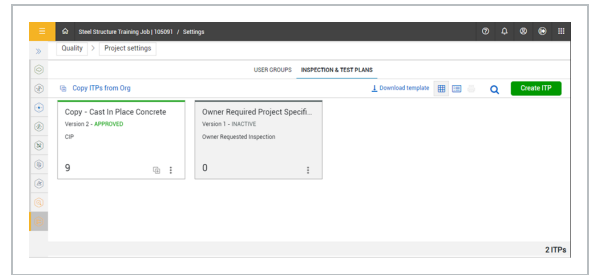 Steel Structure Training Job | 105091 / Settings
Quality > Project settings
USER GROUPS INSPECTION & TEST PLANS
Copy ITPs from Org Download template Create ITP
Copy - Cast In Place Concrete
Version 2 - APPROVED
CIP
9
Owner Required Project Specifi...
Version 1 - INACTIVE
Owner Requested Inspection
0
2 ITPs